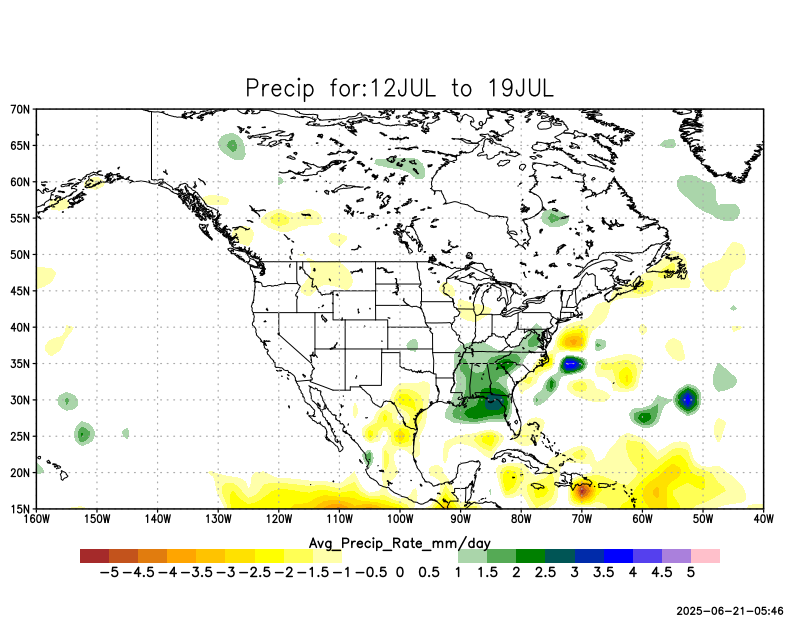 Precip for:12JUL to 19JUL
70N
65N
60N
55N
50N
45N
40N
35N
30N
25N
20N
15N
160W 150W 140W 130W 120W 110W 100W 90W 80W 70W 60W 50W 40W
Avg_Precip_Rate_mm/day
-5 -4.5 -4 -3.5 -3 -2.5 -2 -1.5 -1 -0.5 0 0.5 1 1.5 2 2.5 3 3.5 4 4.5 5
2025-06-21-05:46